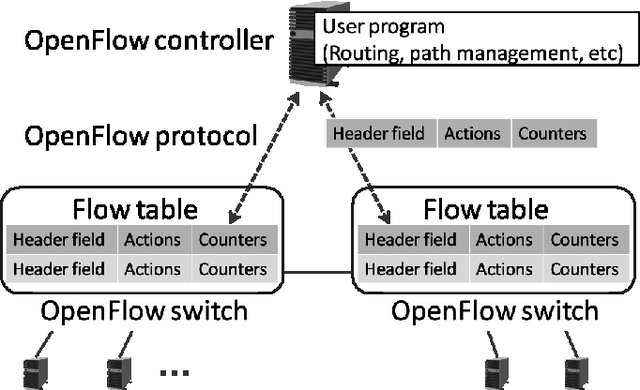 OpenFlow controller
User program
(Routing, path management, etc)
OpenFlow protocol
Header field Actions Counters
Flow table
Header field Actions Counters
Header field Actions Counters
OpenFlow switch
...
Flow table
Header field Actions Counters
Header field Actions Counters
OpenFlow switch